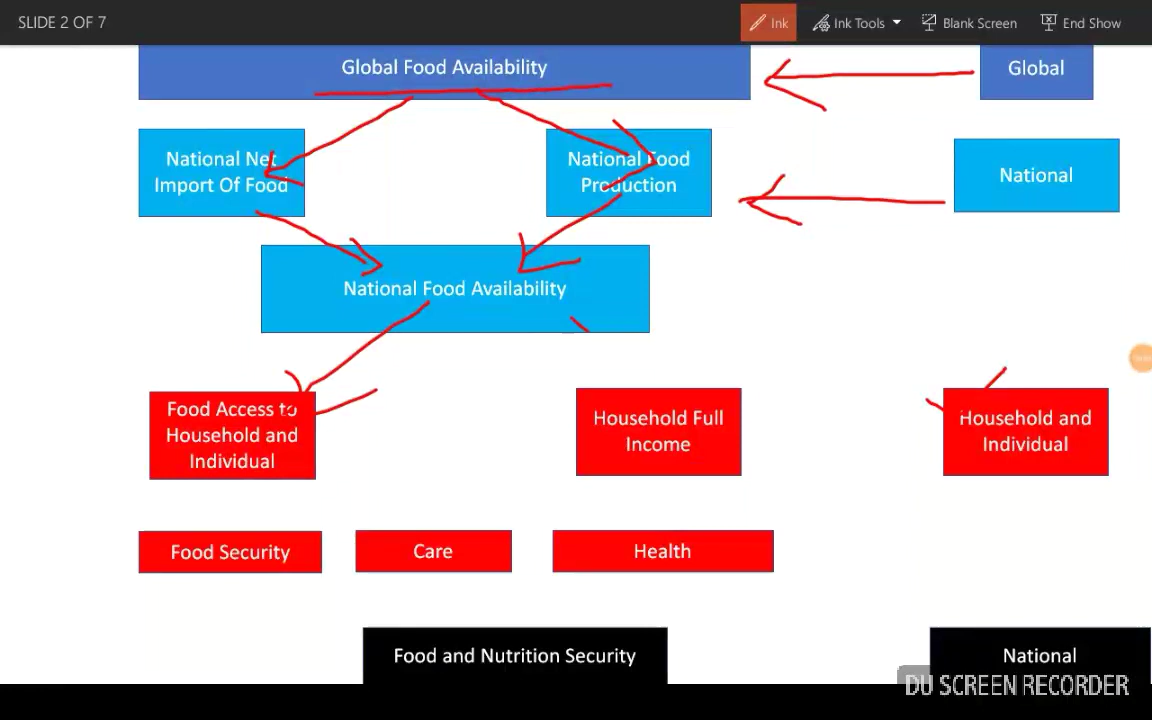 SLIDE 2 OF 7
Ink
Ink Tools
Blank Screen
End Show
Global Food Availability
Global
National Net
Import Of Food
National Food
Production
National
National Food Availability
Food Access to
Household and
Individual
Household Full
Income
Household and
Individual
Food Security
Care
Health
Food and Nutrition Security
National
DU SCREEN RECORDER